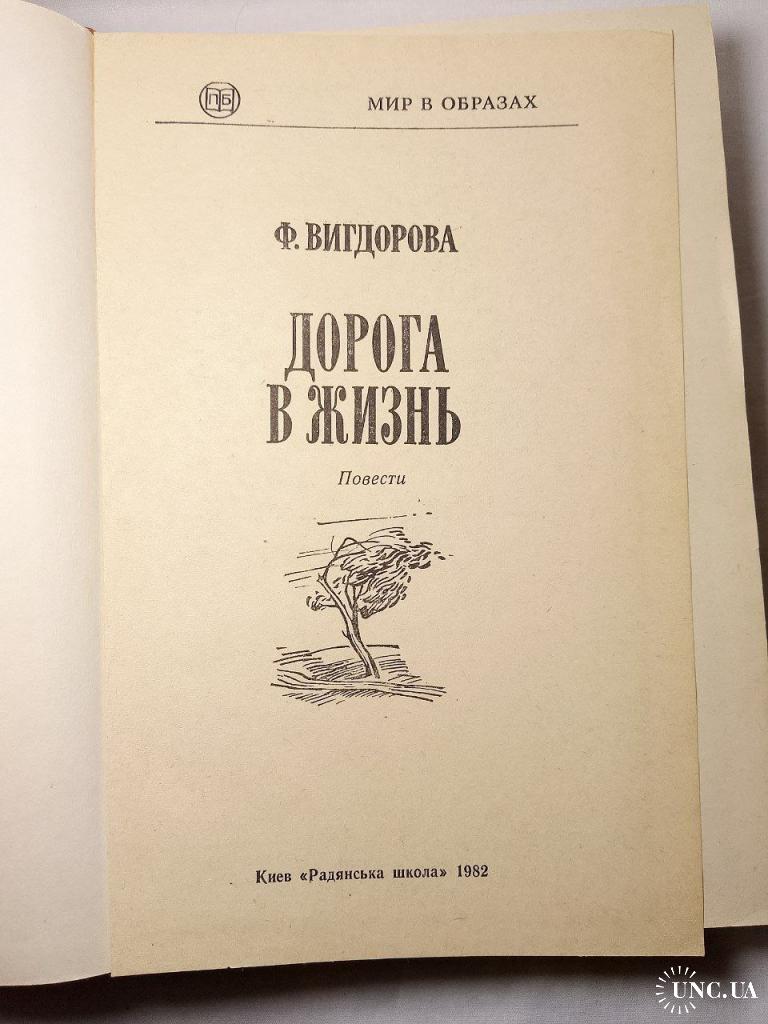 ПБ
МИР В ОБРАЗАХ
Ф. ВИГДОРОВА
ДОРОГА
В ЖИЗНЬ
Повести
Киев «Радянська школа» 1982
UNC.UA